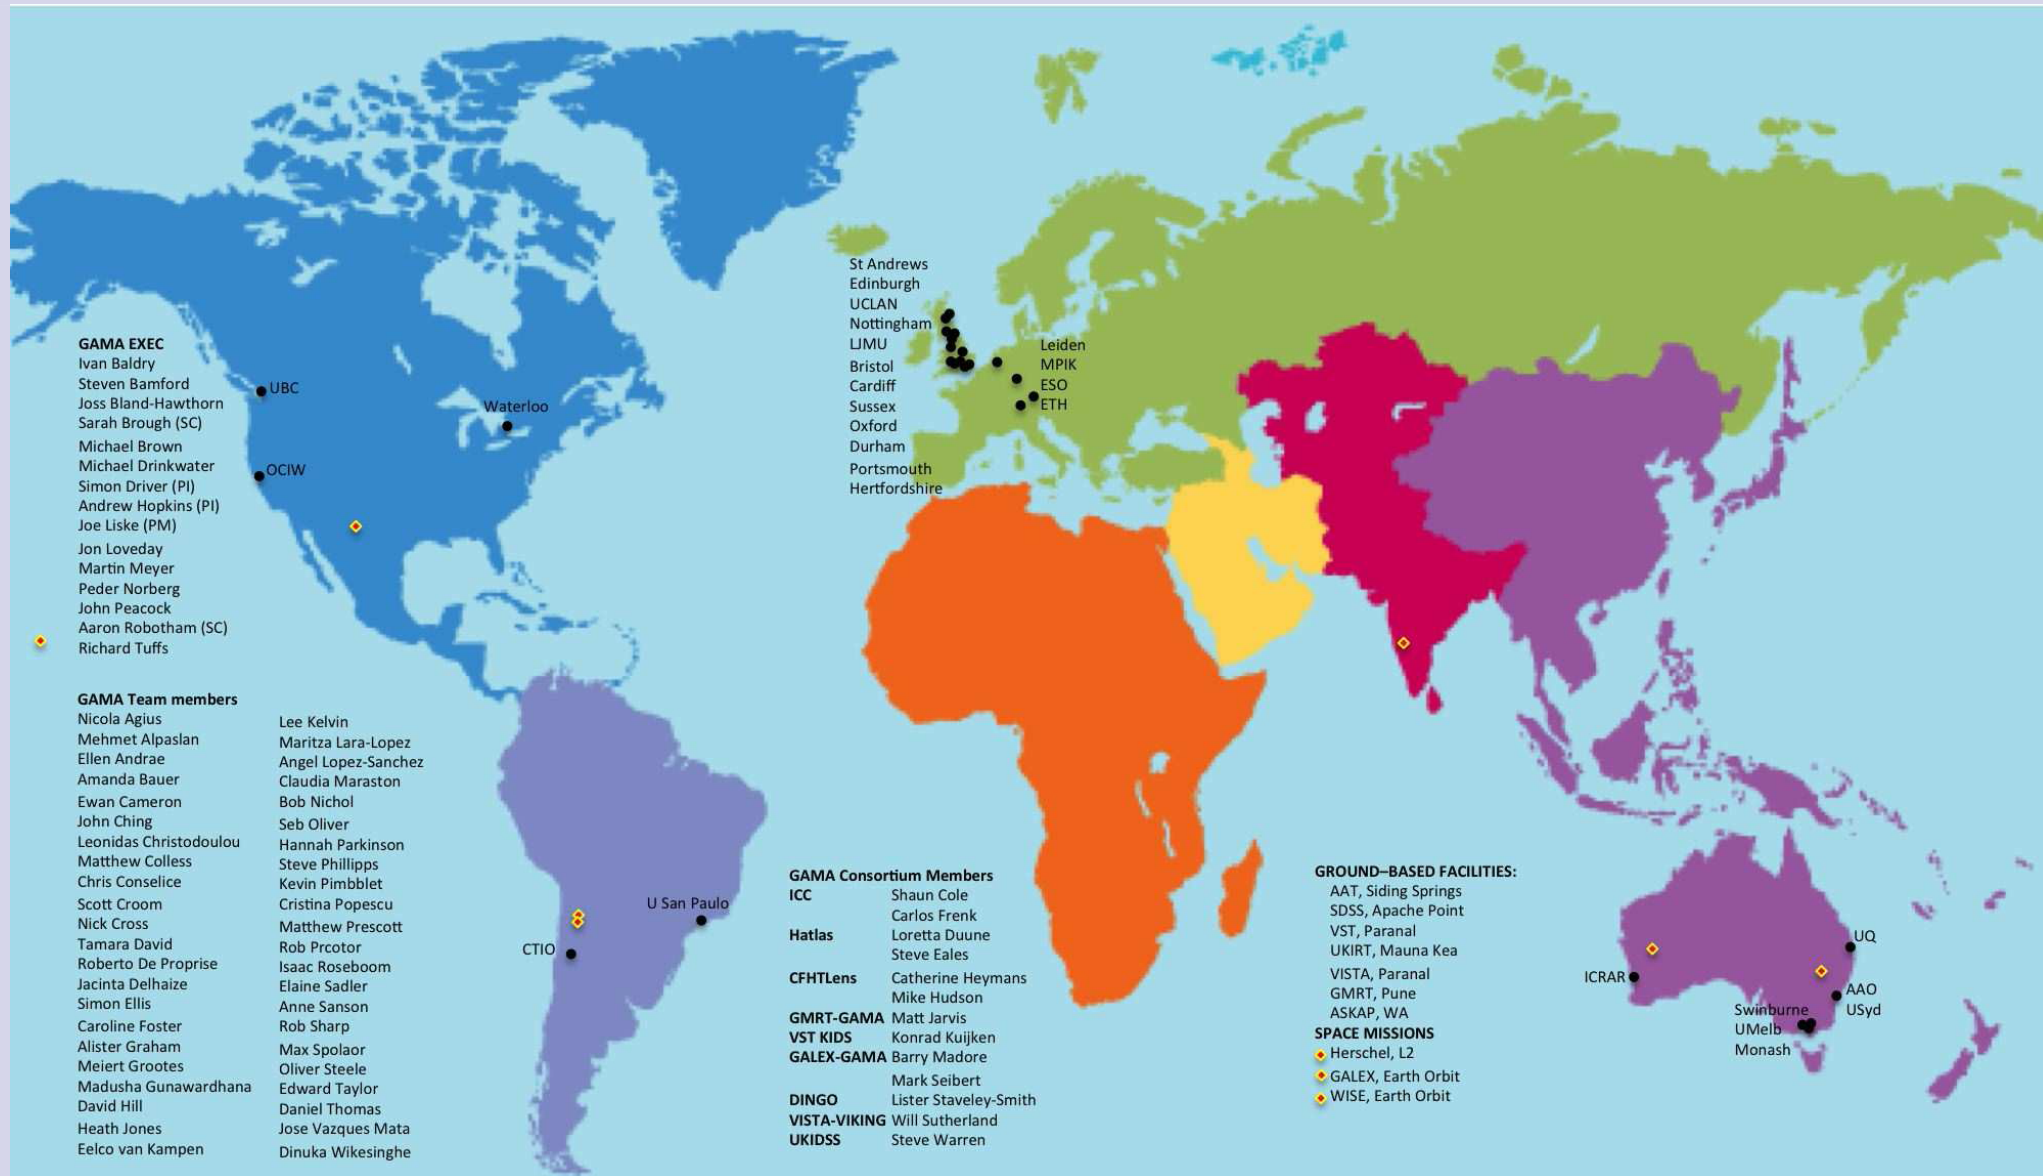 St Andrews
Edinburgh
UCLAN
Nottingham
LJMU
Bristol
Cardiff
Sussex
Oxford
Durham
Portsmouth
Hertfordshire
Leiden
MPIK
ESO
ETH
UBC
Waterloo
OCIW
GAMA EXEC
Ivan Baldry
Steven Bamford
Joss Bland-Hawthorn
Sarah Brough (SC)
Michael Brown
Michael Drinkwater
Simon Driver (PI)
Andrew Hopkins (PI)
Joe Liske (PM)
Jon Loveday
Martin Meyer
Peder Norberg
John Peacock
Aaron Robotham (SC)
Richard Tuffs
GAMA Team members
Nicola Agius
Mehmet Alpaslan
Ellen Andrae
Amanda Bauer
Ewan Cameron
John Ching
Leonidas Christodoulou
Matthew Colless
Chris Conselice
Scott Croom
Nick Cross
Tamara David
Roberto De Proprise
Jacinta Delhaize
Simon Ellis
Caroline Foster
Alister Graham
Meiert Grootes
Madusha Gunawardhana
David Hill
Heath Jones
Eelco van Kampen
Lee Kelvin
Maritza Lara-Lopez
Angel Lopez-Sanchez
Claudia Maraston
Bob Nichol
Seb Oliver
Hannah Parkinson
Steve Phillipps
Kevin Pimbblet
Cristina Popescu
Matthew Prescott
Rob Prcotor
Isaac Roseboom
Elaine Sadler
Anne Sanson
Rob Sharp
Max Spolaor
Oliver Steele
Edward Taylor
Daniel Thomas
Jose Vazques Mata
Dinuka Wikesinghe
U San Paulo
CTIO
GAMA Consortium Members
ICC Shaun Cole
Carlos Frenk
Hatlas Loretta Duune
Steve Eales
CFHTLens Catherine Heymans
Mike Hudson
GMRT-GAMA Matt Jarvis
VST KIDS Konrad Kuijken
GALEX-GAMA Barry Madore
Mark Seibert
DINGO Lister Staveley-Smith
VISTA-VIKING Will Sutherland
UKIDSS Steve Warren
GROUND–BASED FACILITIES:
AAT, Siding Springs
SDSS, Apache Point
VST, Paranal
UKIRT, Mauna Kea
VISTA, Paranal
GMRT, Pune
ASKAP, WA
SPACE MISSIONS
Herschel, L2
GALEX, Earth Orbit
WISE, Earth Orbit
ICRAR
UQ
AAO
USyd
Swinburne
UMelb
Monash